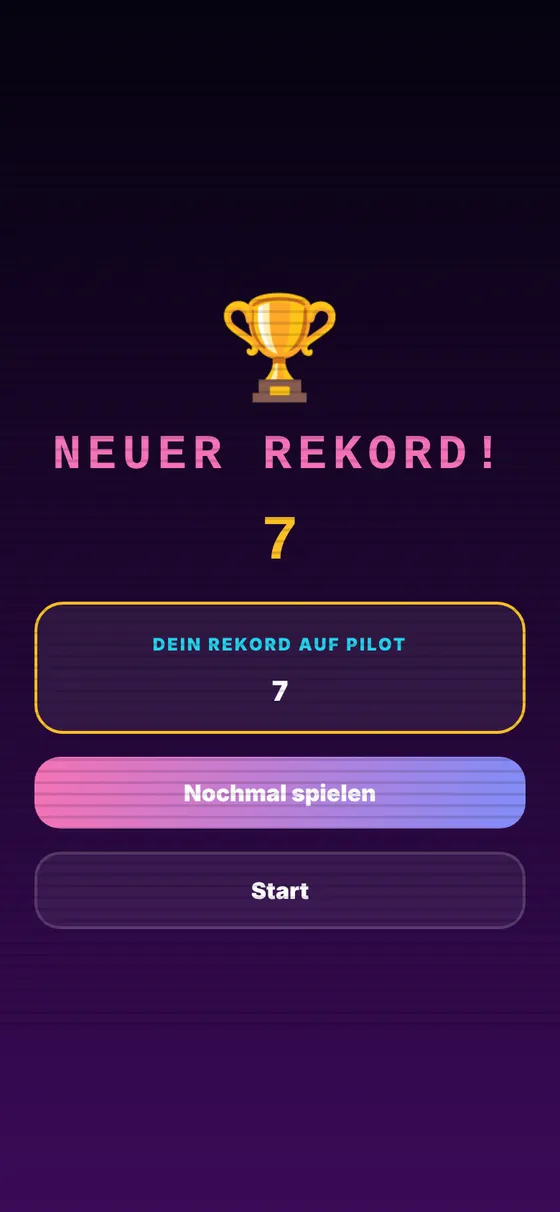 NEUER REKORD!
7
DEIN REKORD AUF PILOT
7
Nochmal spielen
Start